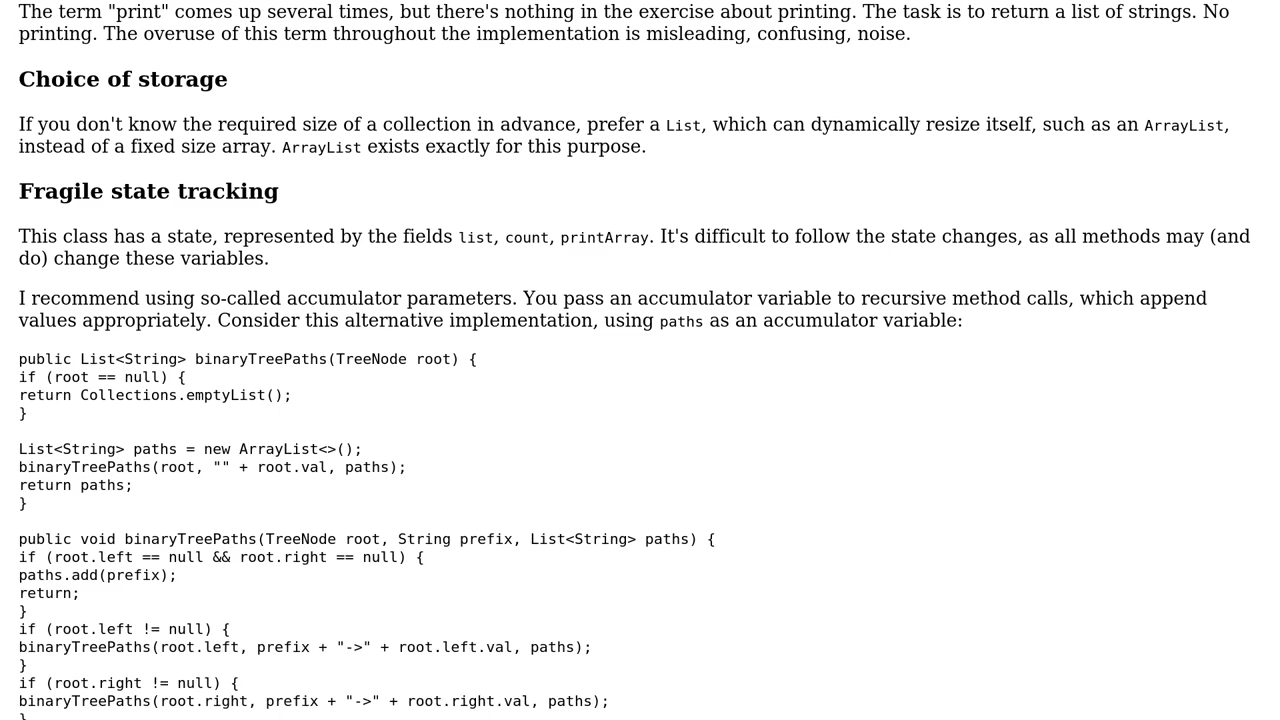 The term "print" comes up several times, but there's nothing in the exercise about printing. The task is to return a list of strings. No
printing. The overuse of this term throughout the implementation is misleading, confusing, noise.
Choice of storage
If you don't know the required size of a collection in advance, prefer a List, which can dynamically resize itself, such as an ArrayList,
instead of a fixed size array. ArrayList exists exactly for this purpose.
Fragile state tracking
This class has a state, represented by the fields list, count, printArray. It's difficult to follow the state changes, as all methods may (and
do) change these variables.
I recommend using so-called accumulator parameters. You pass an accumulator variable to recursive method calls, which append
values appropriately. Consider this alternative implementation, using paths as an accumulator variable:
public List<String> binaryTreePaths(TreeNode root) {
if (root == null) {
return Collections.emptyList();
}
List<String> paths = new ArrayList<>();
binaryTreePaths(root, "" + root.val, paths);
return paths;
}
public void binaryTreePaths(TreeNode root, String prefix, List<String> paths) {
if (root.left == null && root.right == null) {
paths.add(prefix);
return;
}
if (root.left != null) {
binaryTreePaths(root.left, prefix + "->" + root.left.val, paths);
}
if (root.right != null) {
binaryTreePaths(root.right, prefix + "->" + root.right.val, paths);
}